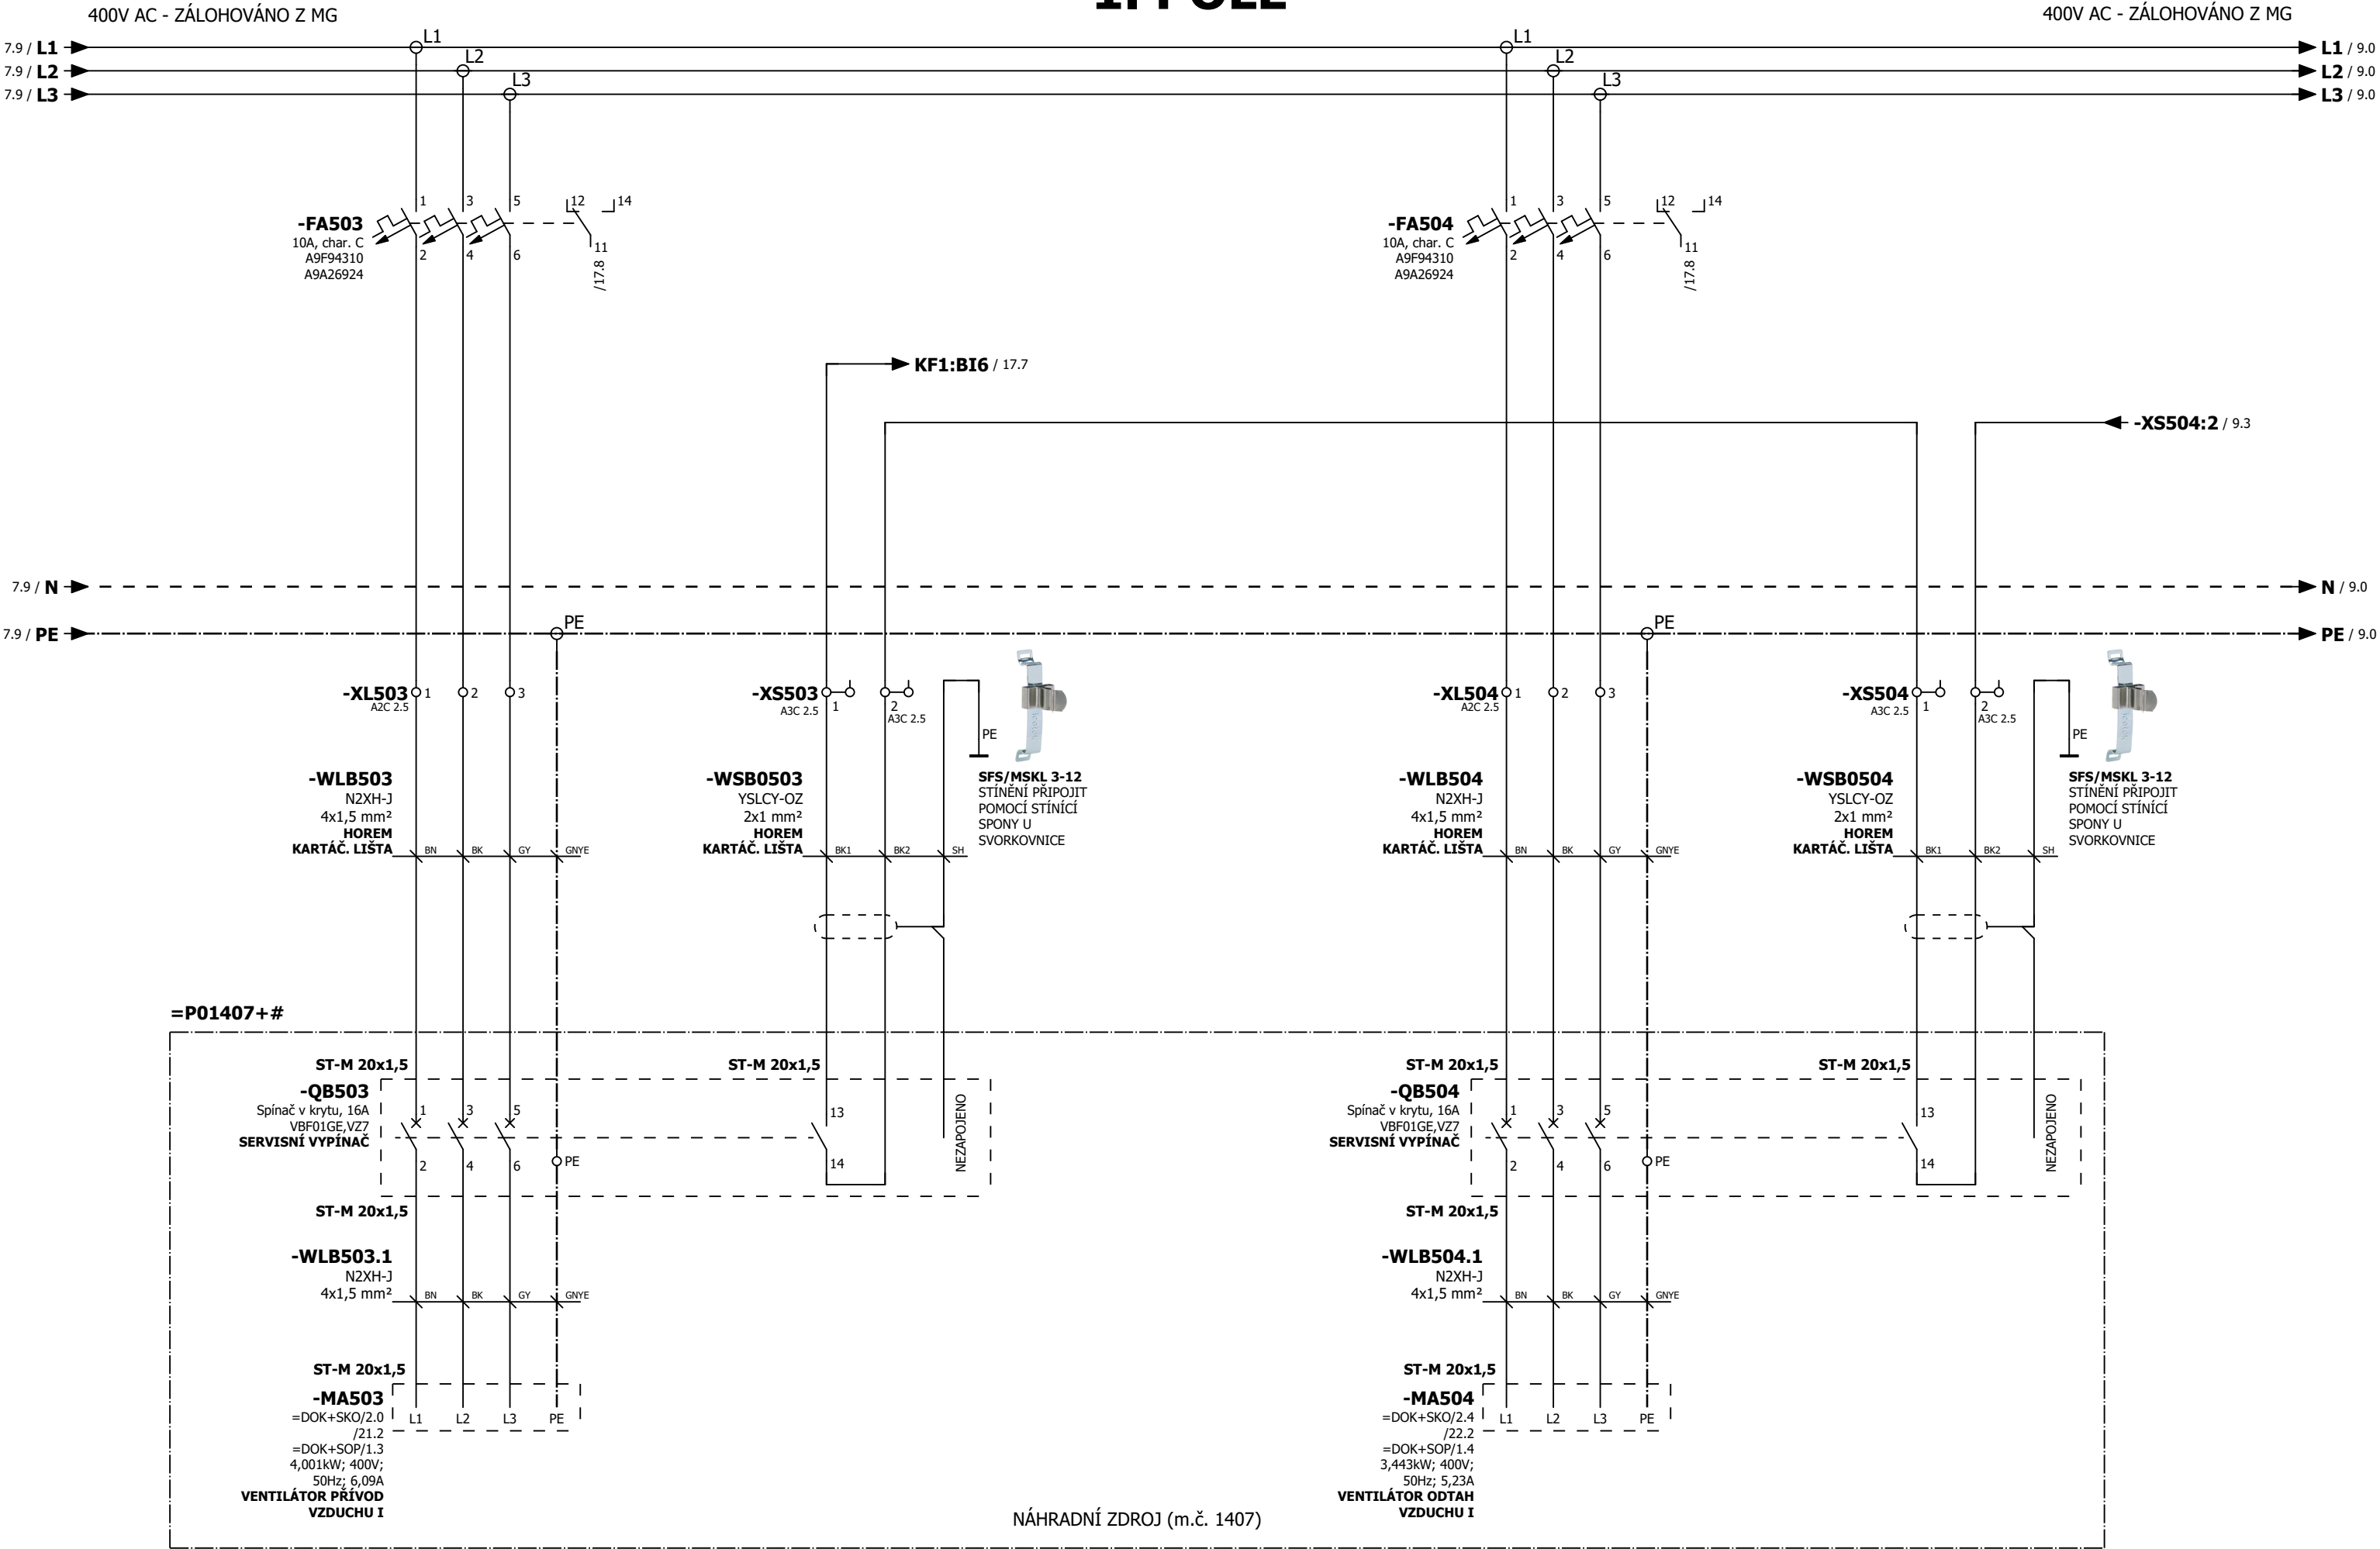 1. POLE
400V AC - ZÁLOHOVÁNO Z MG
400V AC - ZÁLOHOVÁNO Z MG
7.9 / L1
L1
L1
L1 / 9.0
7.9 / L2
L2
L2
L2 / 9.0
7.9 / L3
L3
L3
L3 / 9.0
-FA503
10A, char. C
A9F94310
A9A26924
1 3 5 12 14
2 4 6 11
/17.8
-FA504
10A, char. C
A9F94310
A9A26924
1 3 5 12 14
2 4 6 11
/17.8
KF1:BI6 / 17.7
-XS504:2 / 9.3
7.9 / N
N / 9.0
7.9 / PE
PE
PE
PE / 9.0
-XL503
A2C 2.5
1 2 3
-XS503
A3C 2.5
1
2
A3C 2.5
PE
-XL504
A2C 2.5
1 2 3
-XS504
A3C 2.5
1
2
A3C 2.5
PE
-WLB503
N2XH-J
4x1,5 mm²
HOREM
KARTÁČ. LIŠTA
BN BK GY GNYE
-WSB0503
YSLCY-OZ
2x1 mm²
HOREM
KARTÁČ. LIŠTA
BK1 BK2 SH
SFS/MSKL 3-12
STÍNĚNÍ PŘIPOJIT
POMOCÍ STÍNÍCÍ
SPONY U
SVORKOVNICE
-WLB504
N2XH-J
4x1,5 mm²
HOREM
KARTÁČ. LIŠTA
BN BK GY GNYE
-WSB0504
YSLCY-OZ
2x1 mm²
HOREM
KARTÁČ. LIŠTA
BK1 BK2 SH
SFS/MSKL 3-12
STÍNĚNÍ PŘIPOJIT
POMOCÍ STÍNÍCÍ
SPONY U
SVORKOVNICE
=P01407+#
ST-M 20x1,5
ST-M 20x1,5
-QB503
Spínač v krytu, 16A
VBF01GE,VZ7
SERVISNÍ VYPÍNAČ
1 3 5 13
2 4 6 PE 14
NEZAPOJENO
ST-M 20x1,5
ST-M 20x1,5
ST-M 20x1,5
-QB504
Spínač v krytu, 16A
VBF01GE,VZ7
SERVISNÍ VYPÍNAČ
1 3 5 13
2 4 6 PE 14
NEZAPOJENO
ST-M 20x1,5
-WLB503.1
N2XH-J
4x1,5 mm²
BN BK GY GNYE
-WLB504.1
N2XH-J
4x1,5 mm²
BN BK GY GNYE
ST-M 20x1,5
-MA503
=DOK+SKO/2.0
/21.2
=DOK+SOP/1.3
4,001kW; 400V;
50Hz; 6,09A
VENTILÁTOR PŘÍVOD
VZDUCHU I
L1 L2 L3 PE
ST-M 20x1,5
-MA504
=DOK+SKO/2.4
/22.2
=DOK+SOP/1.4
3,443kW; 400V;
50Hz; 5,23A
VENTILÁTOR ODTAH
VZDUCHU I
L1 L2 L3 PE
NÁHRADNÍ ZDROJ (m.č. 1407)